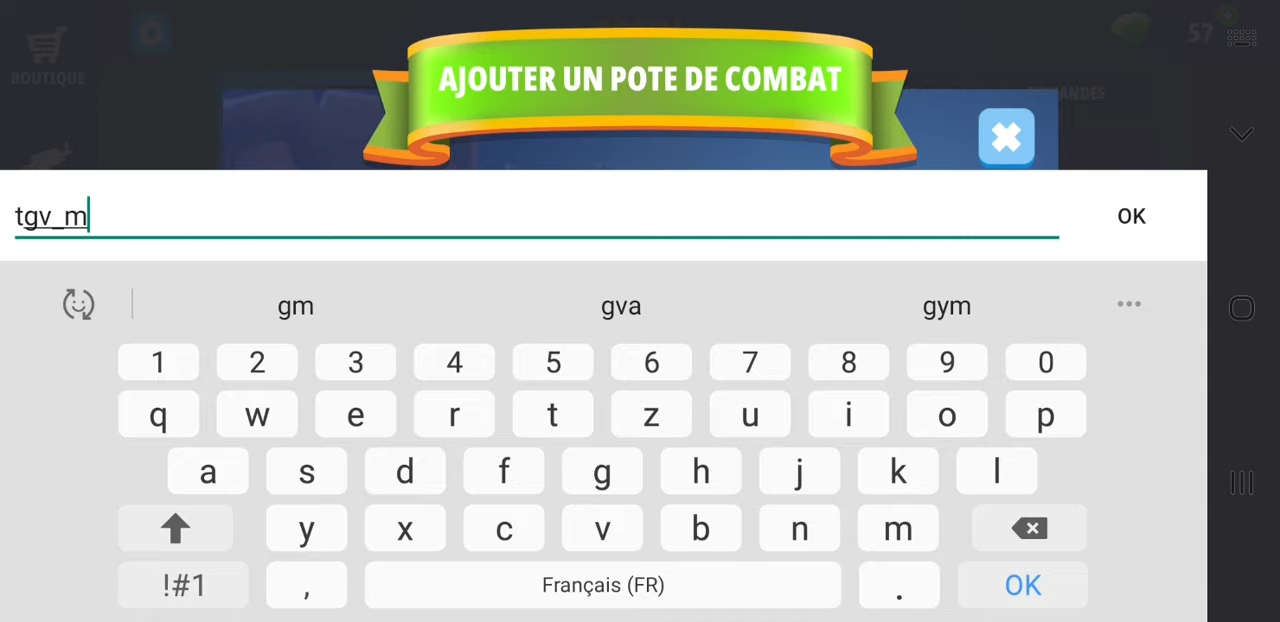 BOUTIQUE
57
AJOUTER UN POTE DE COMBAT
tgv_m
OK
gm gva gym
1 2 3 4 5 6 7 8 9 0
q w e r t z u i o p
a s d f g h j k l
y x c v b n m
!#1 , Français (FR) . OK